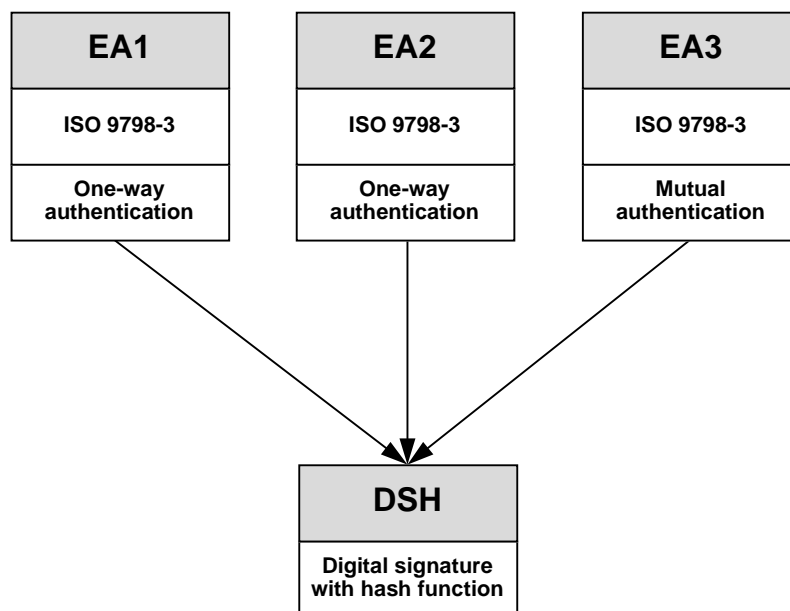 EA1
ISO 9798-3
One-way
authentication
EA2
ISO 9798-3
One-way
authentication
EA3
ISO 9798-3
Mutual
authentication
DSH
Digital signature
with hash function